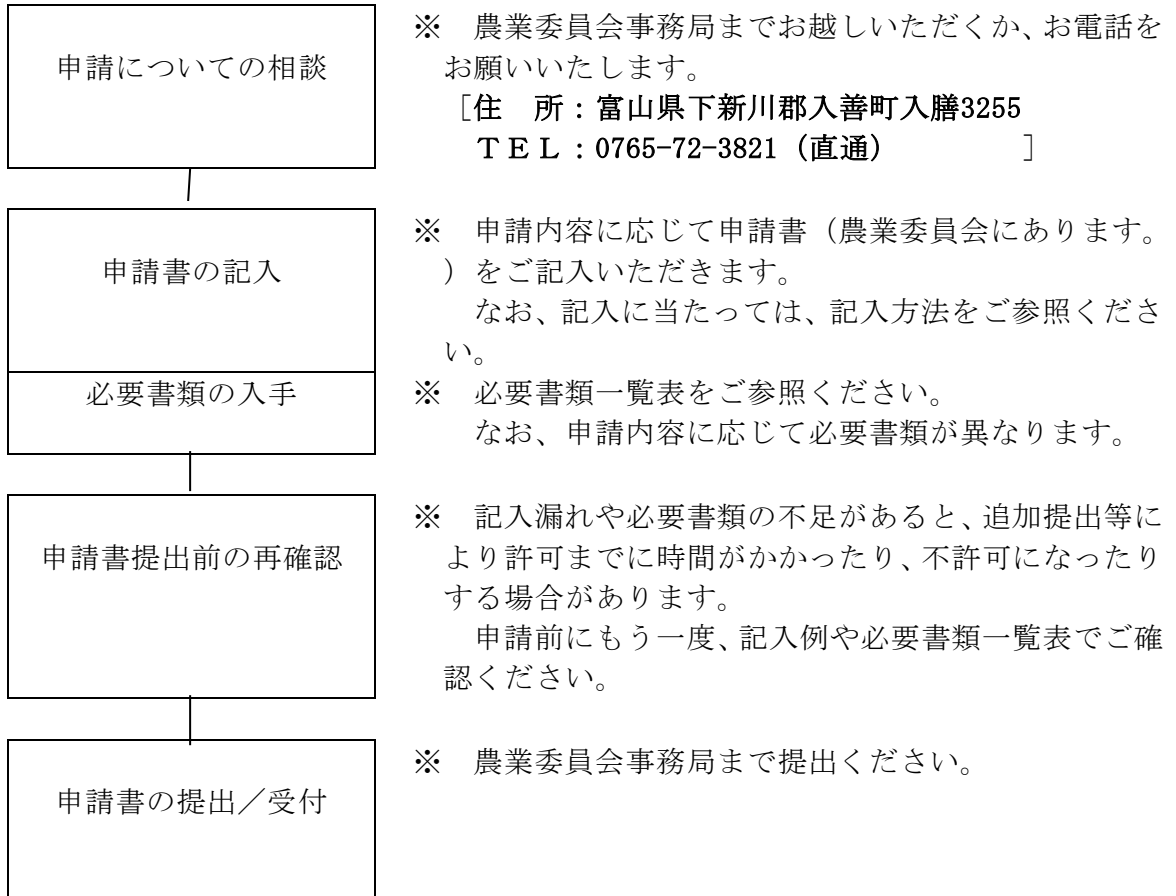 申請についての相談
※　農業委員会事務局までお越しいただくか、お電話を
お願いいたします。
［住　所：富山県下新川郡入善町入膳3255
ＴＥＬ：0765-72-3821（直通）　　　　］
申請書の記入
※　申請内容に応じて申請書（農業委員会にあります。
）をご記入いただきます。
なお、記入に当たっては、記入方法をご参照くださ
い。
必要書類の入手
※　必要書類一覧表をご参照ください。
なお、申請内容に応じて必要書類が異なります。
申請書提出前の再確認
※　記入漏れや必要書類の不足があると、追加提出等に
より許可までに時間がかかったり、不許可になったり
する場合があります。
申請前にもう一度、記入例や必要書類一覧表でご確
認ください。
申請書の提出／受付
※　農業委員会事務局まで提出ください。